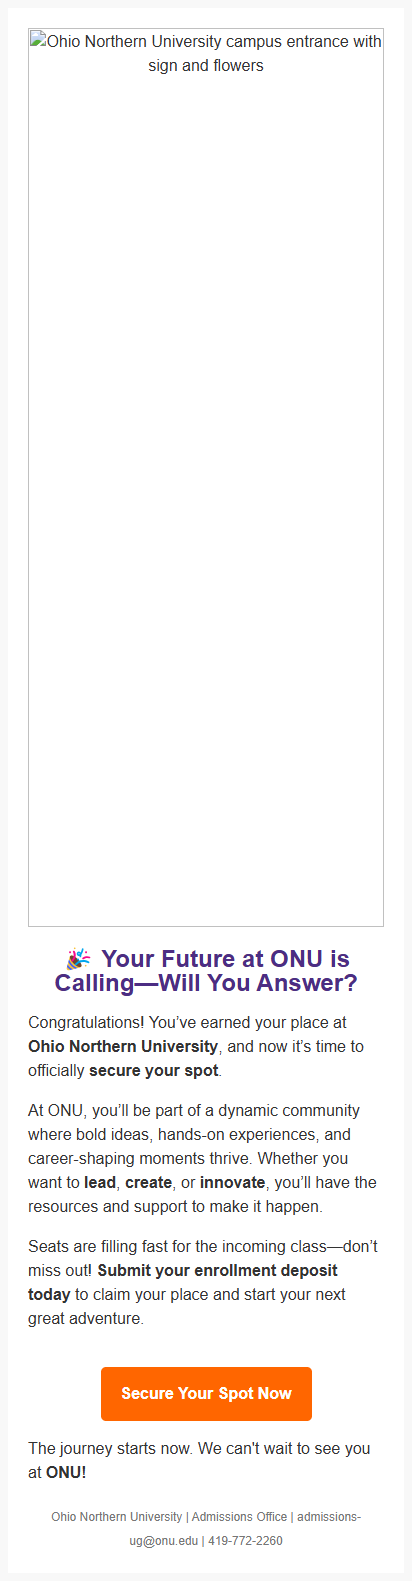 Ohio Northern University campus entrance with
sign and flowers
🎉 Your Future at ONU is
Calling—Will You Answer?
Congratulations! You’ve earned your place at
Ohio Northern University, and now it’s time to
officially secure your spot.
At ONU, you’ll be part of a dynamic community
where bold ideas, hands-on experiences, and
career-shaping moments thrive. Whether you
want to lead, create, or innovate, you’ll have the
resources and support to make it happen.
Seats are filling fast for the incoming class—don’t
miss out! Submit your enrollment deposit
today to claim your place and start your next
great adventure.
Secure Your Spot Now
The journey starts now. We can't wait to see you
at ONU!
Ohio Northern University | Admissions Office | admissions-
ug@onu.edu | 419-772-2260